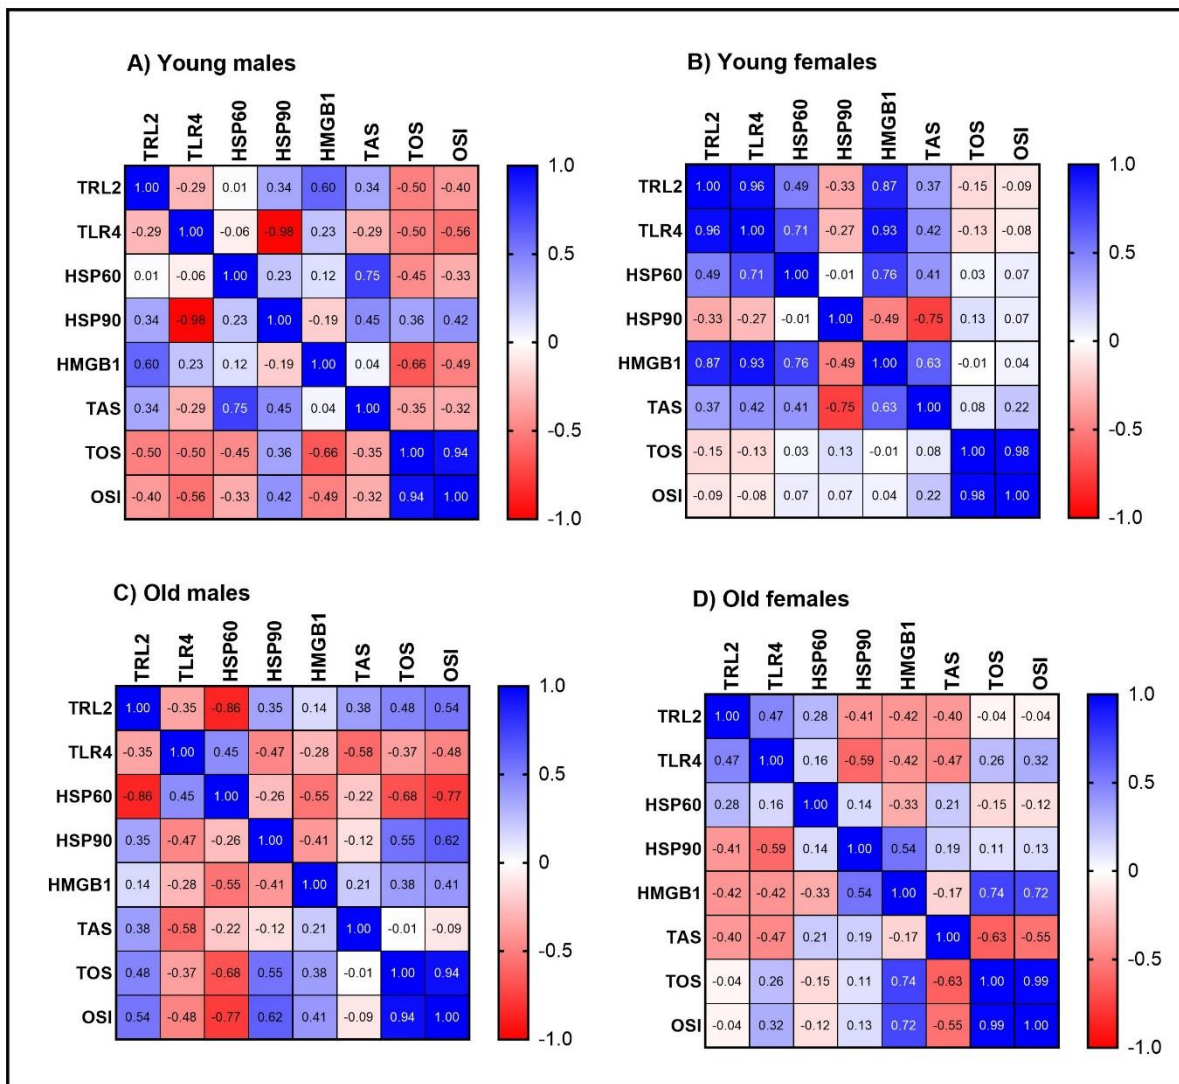 A) Young males
TRL2 TLR4 HSP60 HSP90 HMGB1 TAS TOS OSI
TRL2 1.00 -0.29 0.01 0.34 0.60 0.34 -0.50 -0.40
TLR4 -0.29 1.00 -0.06 -0.98 0.23 -0.29 -0.50 -0.56
HSP60 0.01 -0.06 1.00 0.23 0.12 0.75 -0.45 -0.33
HSP90 0.34 -0.98 0.23 1.00 -0.19 0.45 0.36 0.42
HMGB1 0.60 0.23 0.12 -0.19 1.00 0.04 -0.66 -0.49
TAS 0.34 -0.29 0.75 0.45 0.04 1.00 -0.35 -0.32
TOS -0.50 -0.50 -0.45 0.36 -0.66 -0.35 1.00 0.94
OSI -0.40 -0.56 -0.33 0.42 -0.49 -0.32 0.94 1.00
1.0
0.5
0
-0.5
-1.0
B) Young females
TRL2 TLR4 HSP60 HSP90 HMGB1 TAS TOS OSI
TRL2 1.00 0.96 0.49 -0.33 0.87 0.37 -0.15 -0.09
TLR4 0.96 1.00 0.71 -0.27 0.93 0.42 -0.13 -0.08
HSP60 0.49 0.71 1.00 -0.01 0.76 0.41 0.03 0.07
HSP90 -0.33 -0.27 -0.01 1.00 -0.49 -0.75 0.13 0.07
HMGB1 0.87 0.93 0.76 -0.49 1.00 0.63 -0.01 0.04
TAS 0.37 0.42 0.41 -0.75 0.63 1.00 0.08 0.22
TOS -0.15 -0.13 0.03 0.13 -0.01 0.08 1.00 0.98
OSI -0.09 -0.08 0.07 0.07 0.04 0.22 0.98 1.00
1.0
0.5
0
-0.5
-1.0
C) Old males
TRL2 TLR4 HSP60 HSP90 HMGB1 TAS TOS OSI
TRL2 1.00 -0.35 -0.86 0.35 0.14 0.38 0.48 0.54
TLR4 -0.35 1.00 0.45 -0.47 -0.28 -0.58 -0.37 -0.48
HSP60 -0.86 0.45 1.00 -0.26 -0.55 -0.22 -0.68 -0.77
HSP90 0.35 -0.47 -0.26 1.00 -0.41 -0.12 0.55 0.62
HMGB1 0.14 -0.28 -0.55 -0.41 1.00 0.21 0.38 0.41
TAS 0.38 -0.58 -0.22 -0.12 0.21 1.00 -0.01 -0.09
TOS 0.48 -0.37 -0.68 0.55 0.38 -0.01 1.00 0.94
OSI 0.54 -0.48 -0.77 0.62 0.41 -0.09 0.94 1.00
1.0
0.5
0
-0.5
-1.0
D) Old females
TRL2 TLR4 HSP60 HSP90 HMGB1 TAS TOS OSI
TRL2 1.00 0.47 0.28 -0.41 -0.42 -0.40 -0.04 -0.04
TLR4 0.47 1.00 0.16 -0.59 -0.42 -0.47 0.26 0.32
HSP60 0.28 0.16 1.00 0.14 -0.33 0.21 -0.15 -0.12
HSP90 -0.41 -0.59 0.14 1.00 0.54 0.19 0.11 0.13
HMGB1 -0.42 -0.42 -0.33 0.54 1.00 -0.17 0.74 0.72
TAS -0.40 -0.47 0.21 0.19 -0.17 1.00 -0.63 -0.55
TOS -0.04 0.26 -0.15 0.11 0.74 -0.63 1.00 0.99
OSI -0.04 0.32 -0.12 0.13 0.72 -0.55 0.99 1.00
1.0
0.5
0
-0.5
-1.0